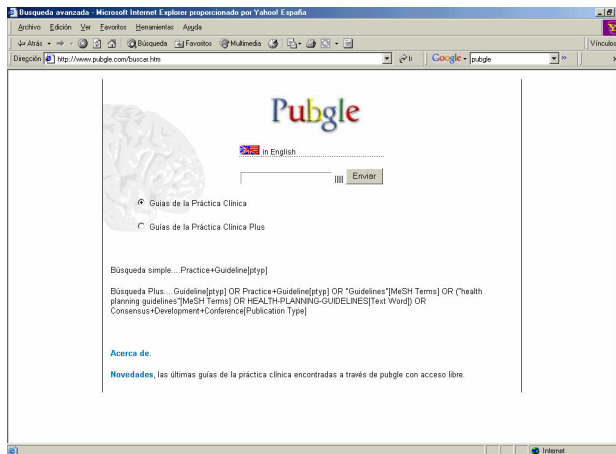 Busqueda avanzada - Microsoft Internet Explorer proporcionado por Yahoo! España
Archivo Edición Ver Favoritos Herramientas Ayuda
Atrás Búsqueda Favoritos Multimedia
Vínculos
Dirección http://www.pubgle.com/buscar.htm Ir Google pubgle
Pubgle
in English
Enviar
Guías de la Práctica Clínica
Guías de la Práctica Clínica Plus
Búsqueda simple....Practice+Guideline[ptyp]
Búsqueda Plus....Guideline[ptyp] OR Practice+Guideline[ptyp] OR "Guidelines"[MeSH Terms] OR ("health
planning guidelines"[MeSH Terms] OR HEALTH-PLANNING-GUIDELINES[Text Word]) OR
Consensus+Development+Conference[Publication Type]
Acerca de.
Novedades, las últimas guías de la práctica clínica encontradas a través de pubgle con acceso libre.
Internet